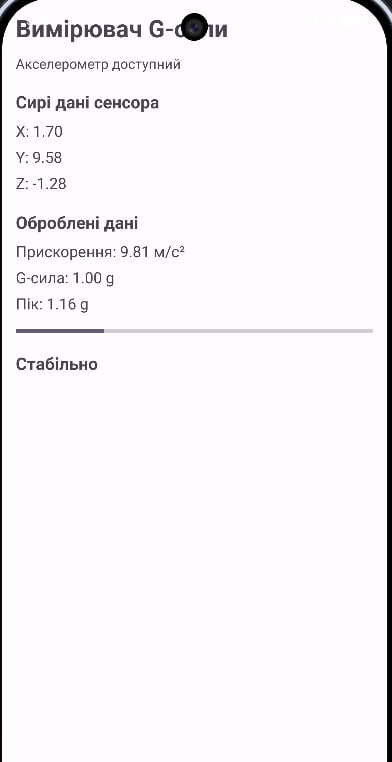 Вимірювач G-сили
Акселерометр доступний
Сирі дані сенсора
X: 1.70
Y: 9.58
Z: -1.28
Оброблені дані
Прискорення: 9.81 м/с²
G-сила: 1.00 g
Пік: 1.16 g
Стабільно